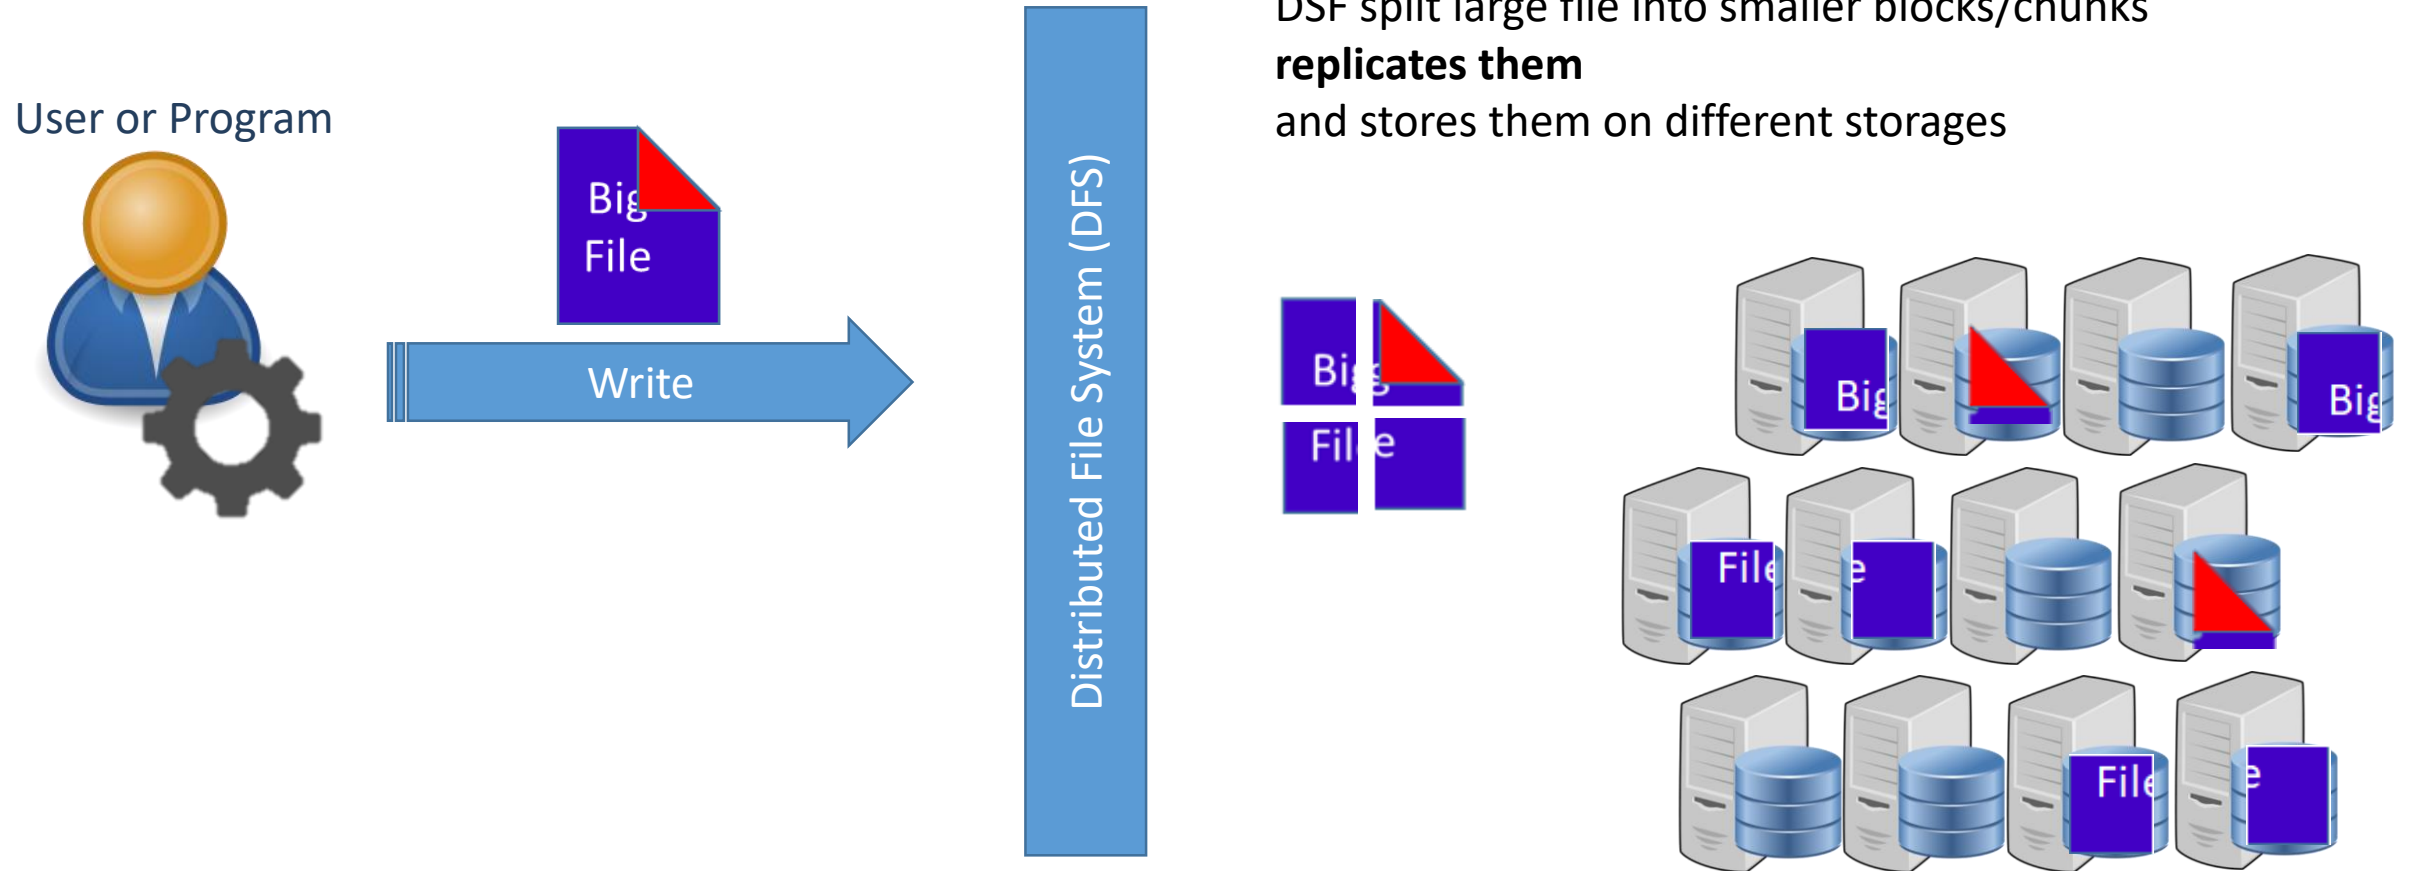 DSF split large file into smaller blocks/chunks
replicates them
and stores them on different storages
User or Program
Big
File
Write
Distributed File System (DFS)
Big
File
Big
Big
File
e
File
e